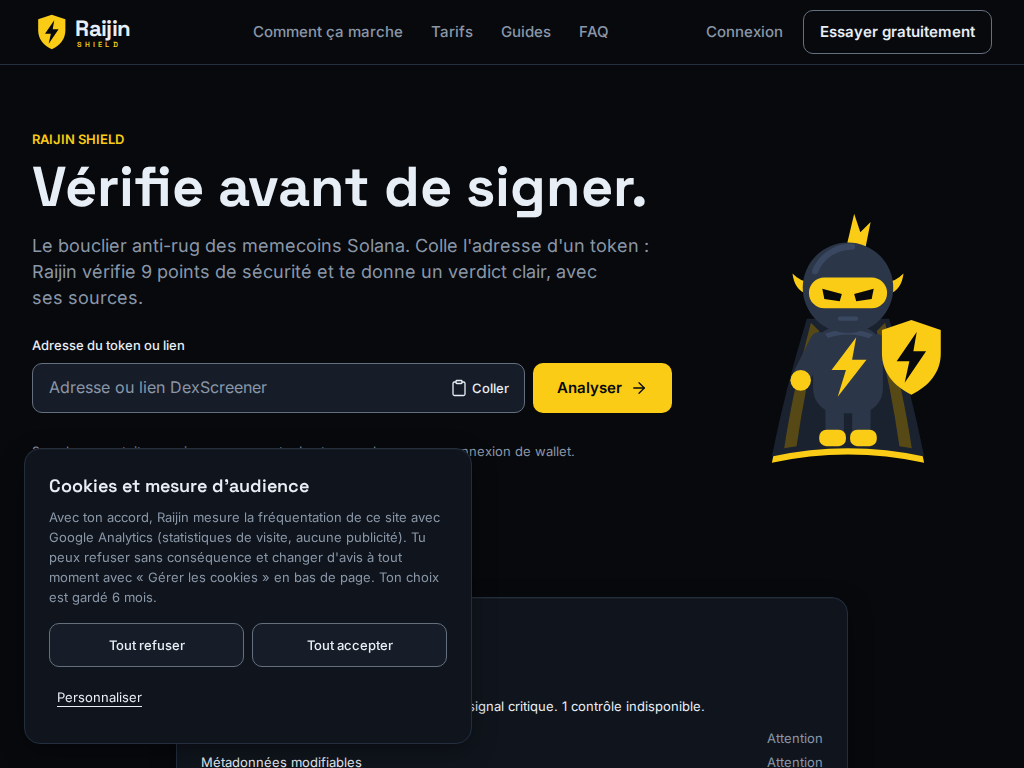 Raijin
SHIELD
Comment ça marche
Tarifs
Guides
FAQ
Connexion
Essayer gratuitement
RAIJIN SHIELD
Vérifie avant de signer.
Le bouclier anti-rug des memecoins Solana. Colle l'adresse d'un token :
Raijin vérifie 9 points de sécurité et te donne un verdict clair, avec
ses sources.
Adresse du token ou lien
Adresse ou lien DexScreener
Coller
Analyser
de wallet.
Cookies et mesure d'audience
Avec ton accord, Raijin mesure la fréquentation de ce site avec
Google Analytics (statistiques de visite, aucune publicité). Tu
peux refuser sans conséquence et changer d'avis à tout
moment avec « Gérer les cookies » en bas de page. Ton choix
est gardé 6 mois.
Tout refuser
Tout accepter
Personnaliser
signal critique. 1 contrôle indisponible.
Attention
Métadonnées modifiables
Attention